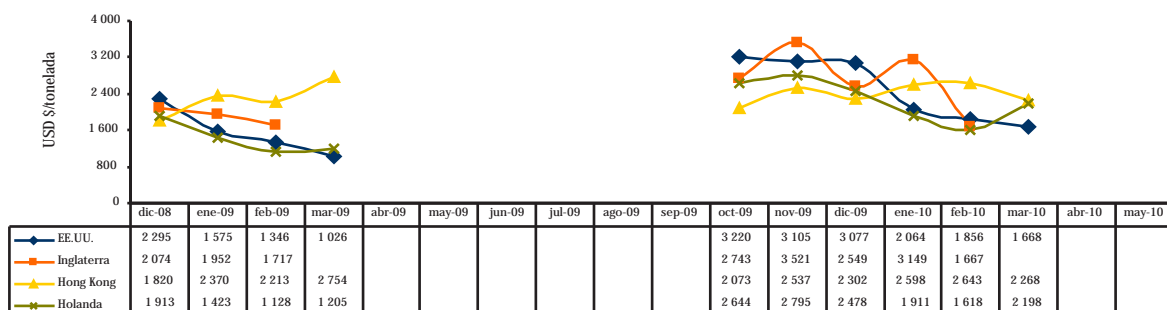 4 000
3 200
2 400
1 600
800
0
USD $/tonelada
dic-08 ene-09 feb-09 mar-09 abr-09 may-09 jun-09 jul-09 ago-09 sep-09 oct-09 nov-09 dic-09 ene-10 feb-10 mar-10 abr-10 may-10
EE.UU. 2 295 1 575 1 346 1 026 3 220 3 105 3 077 2 064 1 856 1 668
Inglaterra 2 074 1 952 1 717 2 743 3 521 2 549 3 149 1 667
Hong Kong 1 820 2 370 2 213 2 754 2 073 2 537 2 302 2 598 2 643 2 268
Holanda 1 913 1 423 1 128 1 205 2 644 2 795 2 478 1 911 1 618 2 198